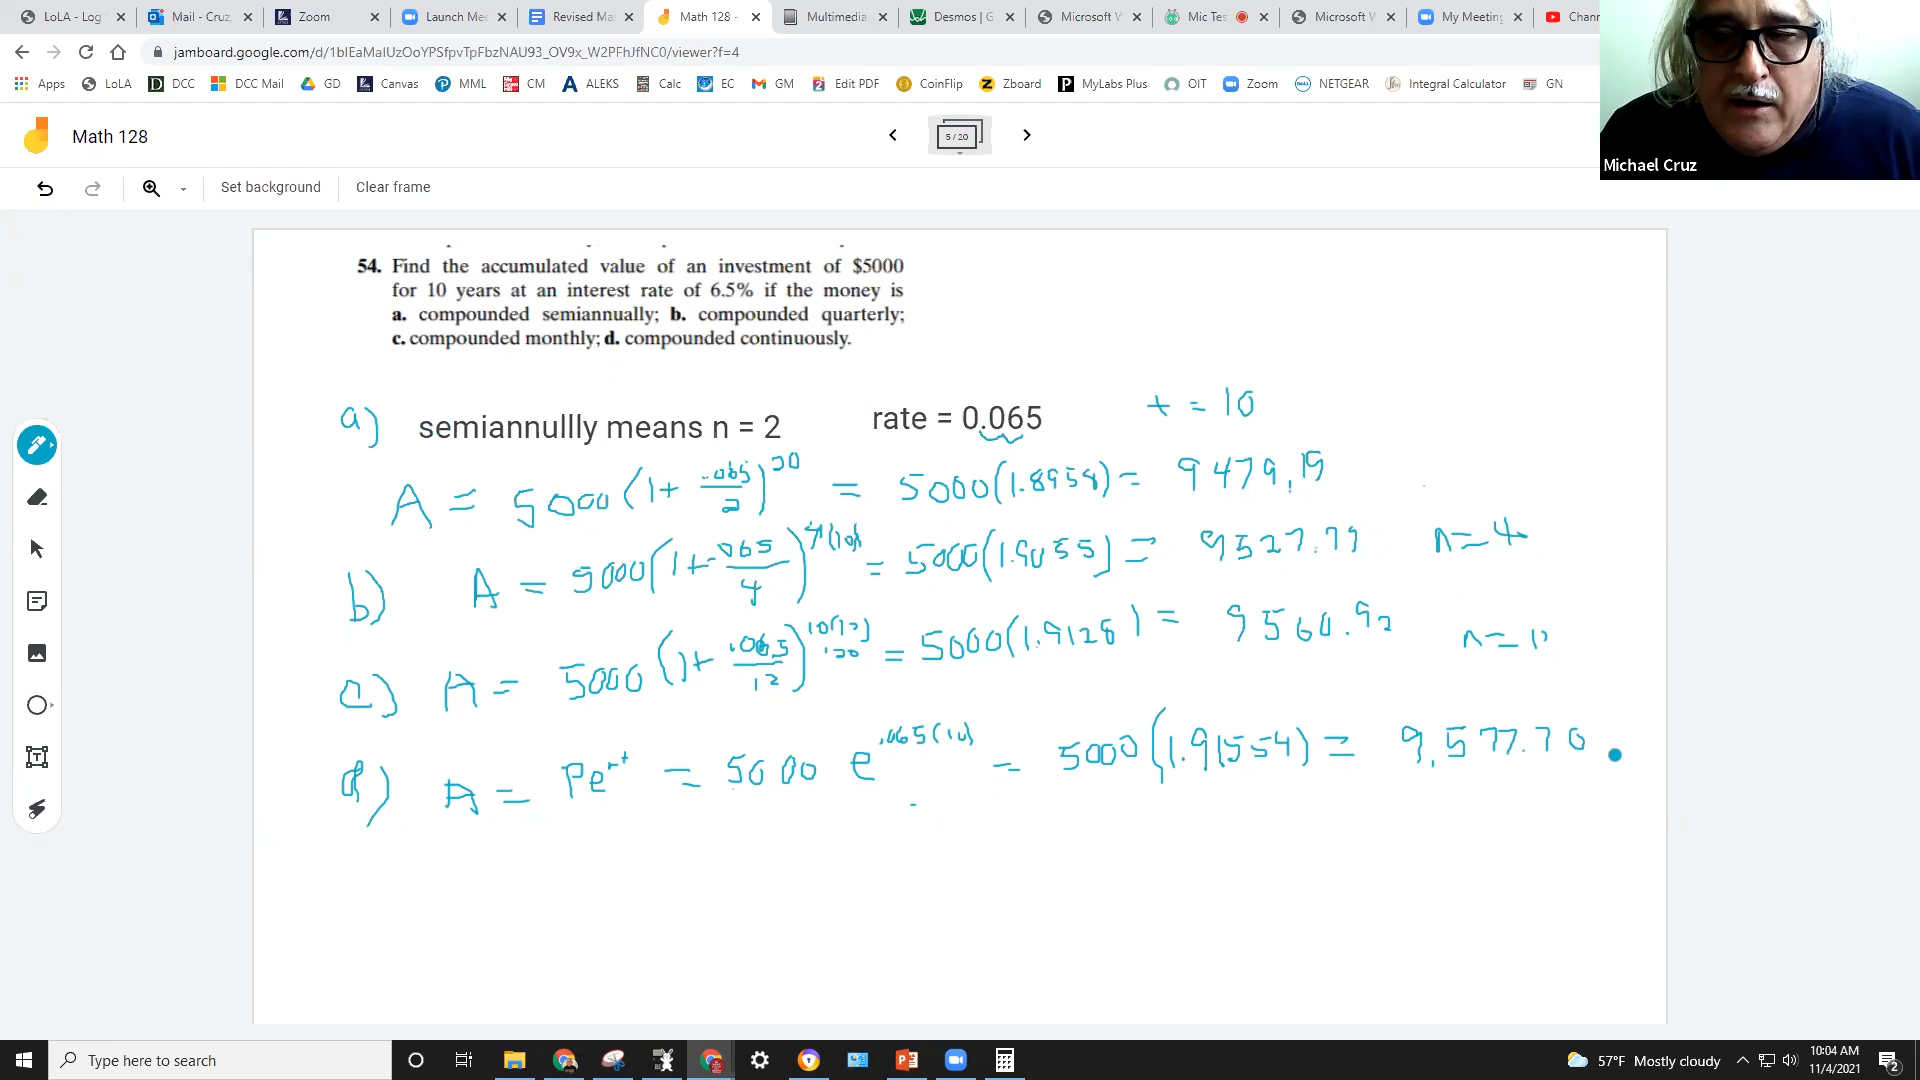 LoLA - Log
Mail - Cruz,
Zoom
Launch Mee
Revised Ma
Math 128 -
Multimedia
Desmos | G
Microsoft V
Mic Tes
Microsoft W
My Meeting
Chann
jamboard.google.com/d/1blEaMaIUzOoYPSfpvTpFbzNAU93_OV9x_W2PFhJfNC0/viewer?f=4
Apps LoLA DCC DCC Mail GD Canvas MML CM ALEKS Calc EC GM Edit PDF CoinFlip Zboard MyLabs Plus OIT Zoom NETGEAR Integral Calculator GN
Michael Cruz
Math 128
5 / 20
Set background Clear frame
54. Find the accumulated value of an investment of $5000
for 10 years at an interest rate of 6.5% if the money is
a. compounded semiannually; b. compounded quarterly;
c. compounded monthly; d. compounded continuously.
a) semiannullly means n = 2 rate = 0.065 t = 10
A = 5000(1+ .065/2)^20 = 5000(1.8958) = 9479.19
b) A = 5000(1+ .065/4)^4(10) = 5000(1.9055) = 9527.79 n=4
c) A = 5000(1+ .065/12)^10(12) 120 = 5000(1.9128) = 9560.92
d) A = Pe^rt = 5000 e^.065(10) = 5000(1.91554) = 9,577.70
Type here to search
57°F Mostly cloudy
10:04 AM
11/4/2021
2